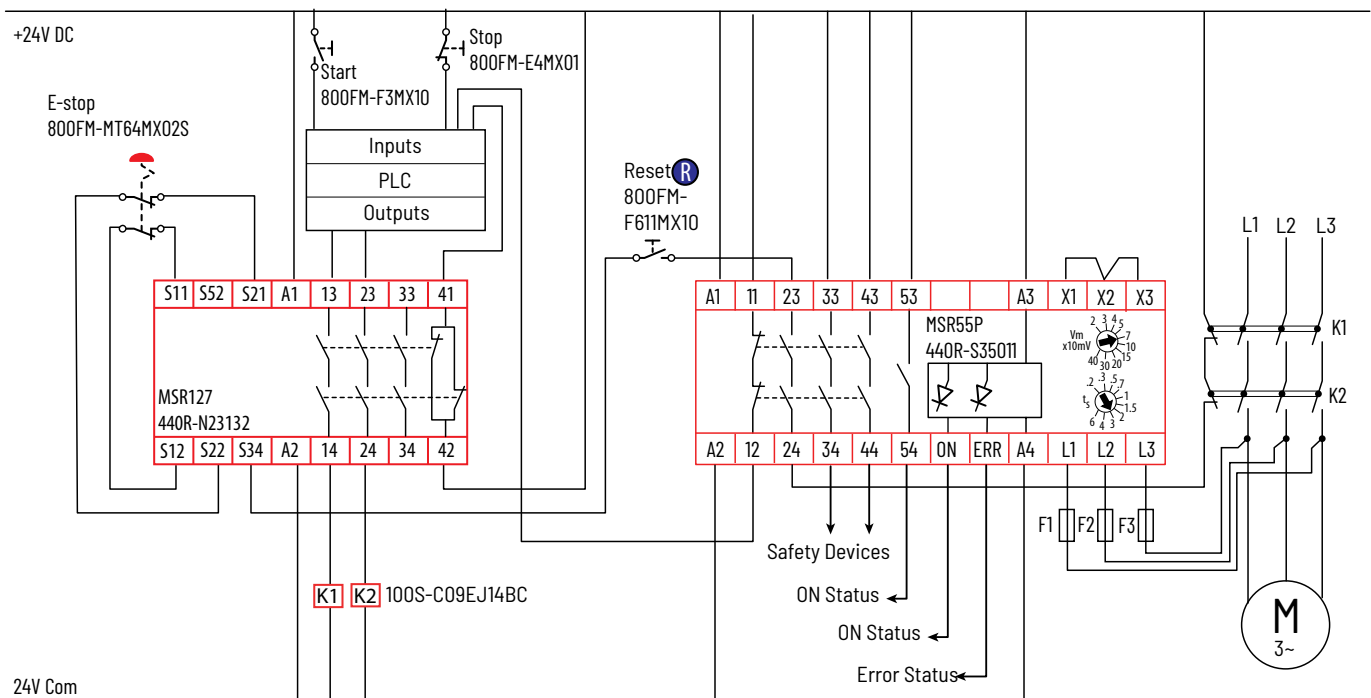 +24V DC
Start
800FM-F3MX10
Stop
800FM-E4MX01
E-stop
800FM-MT64MX02S
Inputs
PLC
Outputs
Reset R
800FM-
F611MX10
L1 L2 L3
S11 S52 S21 A1 13 23 33 41
MSR127
440R-N23132
S12 S22 S34 A2 14 24 34 42
A1 11 23 33 43 53 A3 X1 X2 X3
MSR55P
440R-S35011
Vm
x10mV
2 3 4 5 7 10 15 20 30 40
ts
.2 .3 .5 .7 1 1.5 2 3 4 6
A2 12 24 34 44 54 ON ERR A4 L1 L2 L3
K1
K2
F1 F2 F3
Safety Devices
K1 K2 100S-C09EJ14BC
ON Status
ON Status
Error Status
M
3~
24V Com